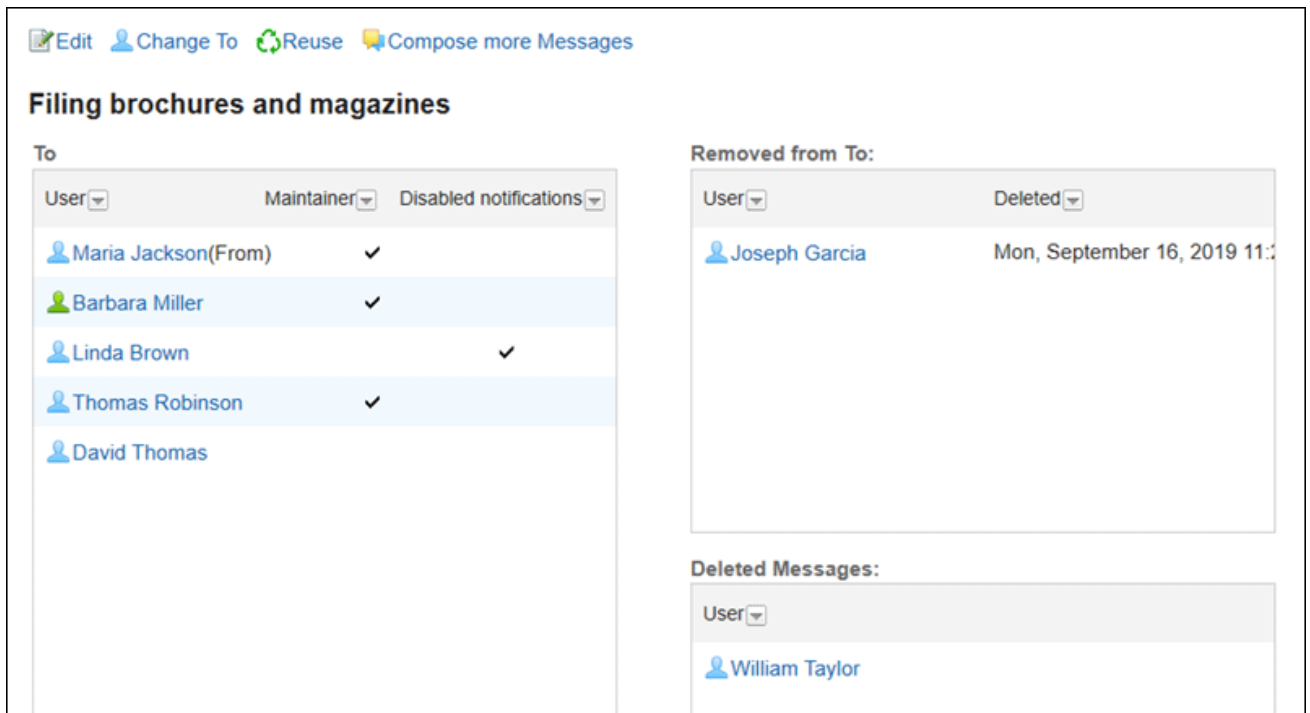 Edit Change To Reuse Compose more Messages
Filing brochures and magazines
To
User Maintainer Disabled notifications
Maria Jackson(From)
Barbara Miller
Linda Brown
Thomas Robinson
David Thomas
Removed from To:
User Deleted
Joseph Garcia Mon, September 16, 2019
Deleted Messages:
User
William Taylor